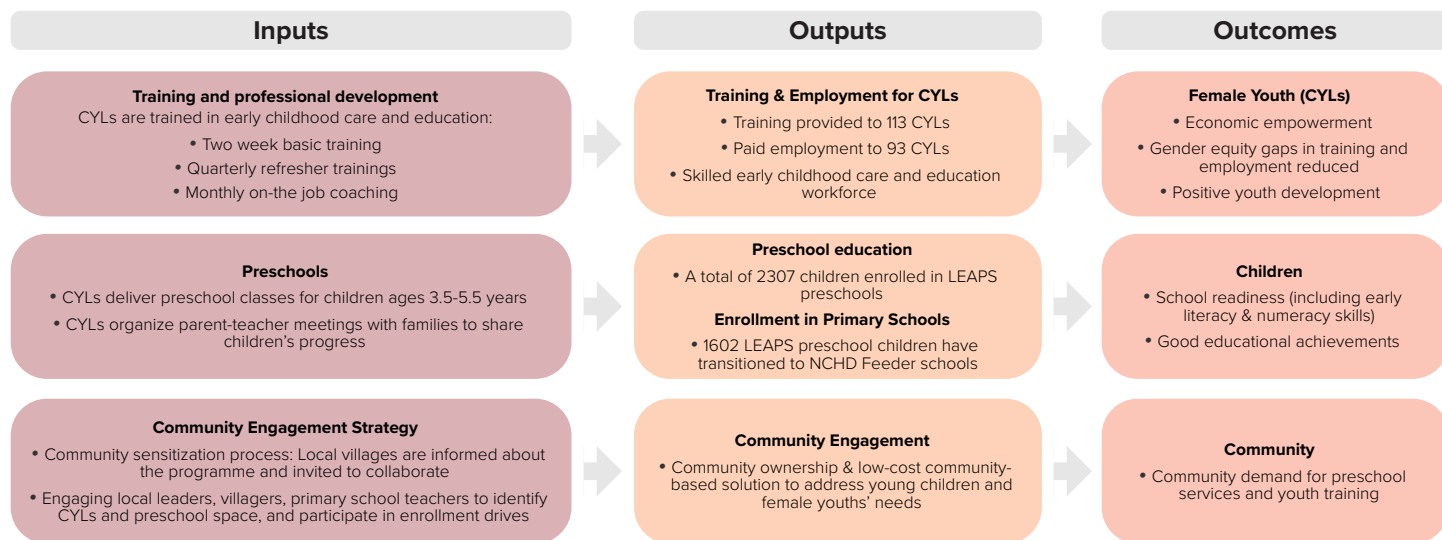 Inputs
Outputs
Outcomes
Training and professional development
CYLs are trained in early childhood care and education:
• Two week basic training
• Quarterly refresher trainings
• Monthly on-the job coaching
Training & Employment for CYLs
• Training provided to 113 CYLs
• Paid employment to 93 CYLs
• Skilled early childhood care and education
workforce
Female Youth (CYLs)
• Economic empowerment
• Gender equity gaps in training and
employment reduced
• Positive youth development
Preschools
• CYLs deliver preschool classes for children ages 3.5-5.5 years
• CYLs organize parent-teacher meetings with families to share
children's progress
Preschool education
• A total of 2307 children enrolled in LEAPS
preschools
Enrollment in Primary Schools
• 1602 LEAPS preschool children have
transitioned to NCHD Feeder schools
Children
• School readiness (including early
literacy & numeracy skills)
• Good educational achievements
Community Engagement Strategy
• Community sensitization process: Local villages are informed about
the programme and invited to collaborate
• Engaging local leaders, villagers, primary school teachers to identify
CYLs and preschool space, and participate in enrollment drives
Community Engagement
• Community ownership & low-cost community-
based solution to address young children and
female youths' needs
Community
• Community demand for preschool
services and youth training